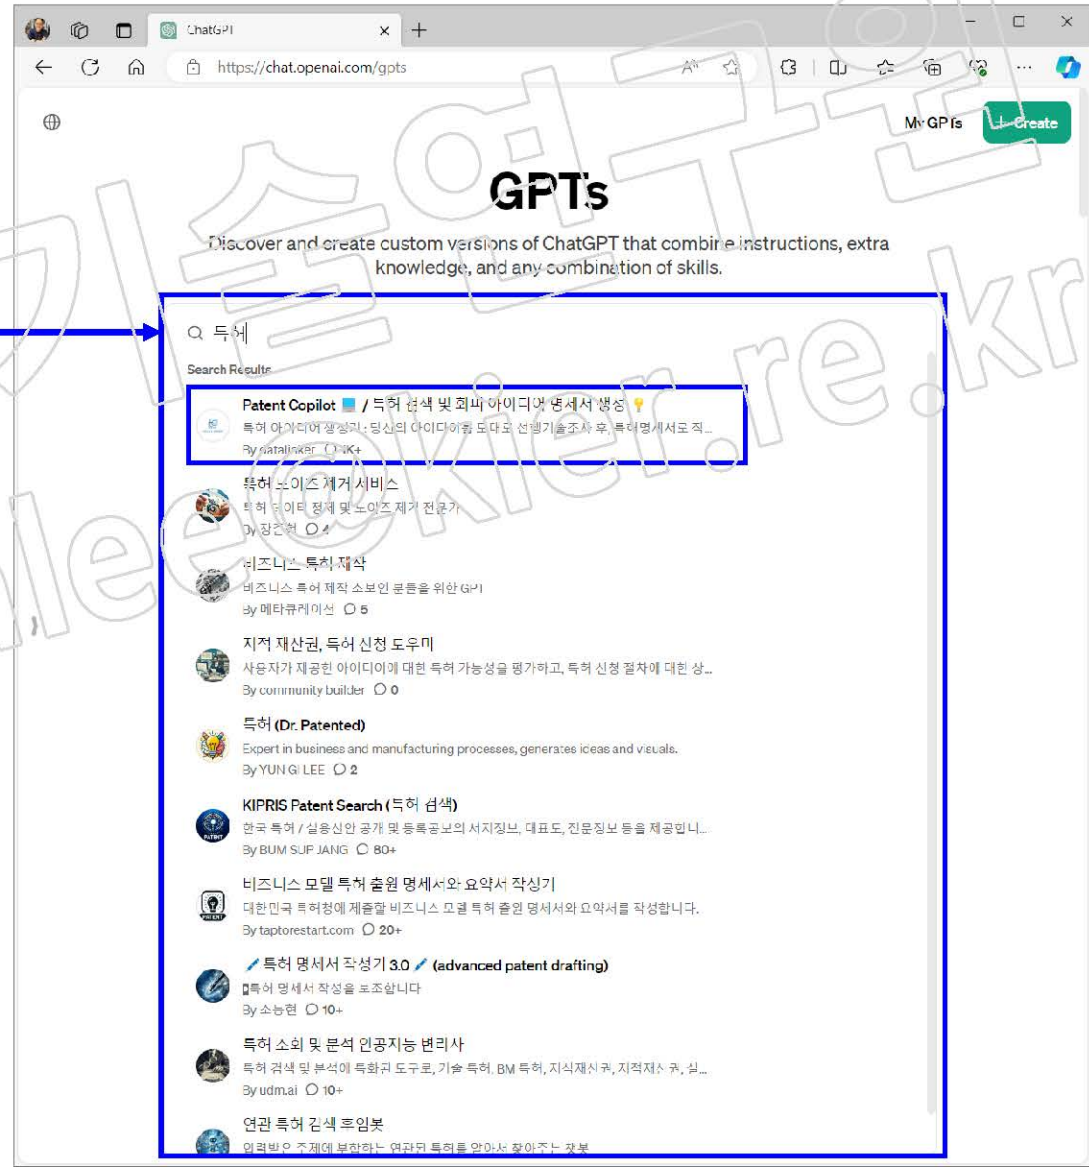 ChatGPT
https://chat.openai.com/gpts
My GPTs
+ Create
GPTs
Discover and create custom versions of ChatGPT that combine instructions, extra
knowledge, and any combination of skills.
특허
Search Results
Patent Copilot 💻 / 특허 검색 및 회피 아이디어 명세서 생성 💡
특허 아이디어 생성기 : 당신의 아이디어를 토대로 선행기술조사 후, 특허명세서로 직...
By datalisker 1K+
특허 노이즈 제거 서비스
특허 데이터 정제 및 노이즈 제거 전문가
By 장준혁 4
비즈니스 특허 제작
비즈니스 특허 제작 초보인 분들을 위한 GPT
By 메타큐레이션 5
지적 재산권, 특허 신청 도우미
사용자가 제공한 아이디어에 대한 특허 가능성을 평가하고, 특허 신청 절차에 대한 상...
By community builder 0
특허 (Dr. Patented)
Expert in business and manufacturing processes, generates ideas and visuals.
By YUN GI LEE 2
KIPRIS Patent Search (특허 검색)
한국 특허 / 실용신안 공개 및 등록공보의 서지정보, 대표도, 전문정보 등을 제공합니...
By BUM SUP JANG 80+
비즈니스 모델 특허 출원 명세서와 요약서 작성기
대한민국 특허청에 제출할 비즈니스 모델 특허 출원 명세서와 요약서를 작성합니다.
By taptorestart.com 20+
🖊️특허 명세서 작성기 3.0 🖊️ (advanced patent drafting)
특허 명세서 작성을 보조합니다
By 소능현 10+
특허 조회 및 분석 인공지능 변리사
특허 검색 및 분석에 특화된 도구로, 기술 특허, BM 특허, 지식재산권, 지적재산권, 실...
By udm.ai 10+
연관 특허 검색 후임봇
입력받은 주제에 부합하는 연관된 특허를 알아서 찾아주는 챗봇
기술연구원
lee@kier.re.kr